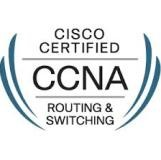 CISCO
CERTIFIED
CCNA
ROUTING &
SWITCHING